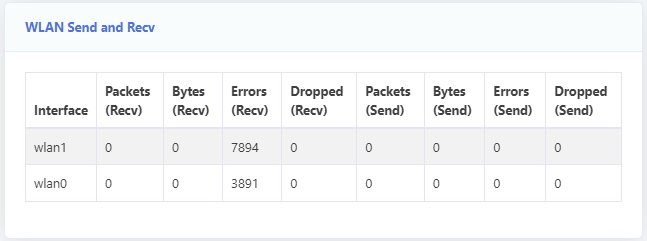 WLAN Send and Recv
Interface Packets (Recv) Bytes (Recv) Errors (Recv) Dropped (Recv) Packets (Send) Bytes (Send) Errors (Send) Dropped (Send)
wlan1 0 0 7894 0 0 0 0 0
wlan0 0 0 3891 0 0 0 0 0